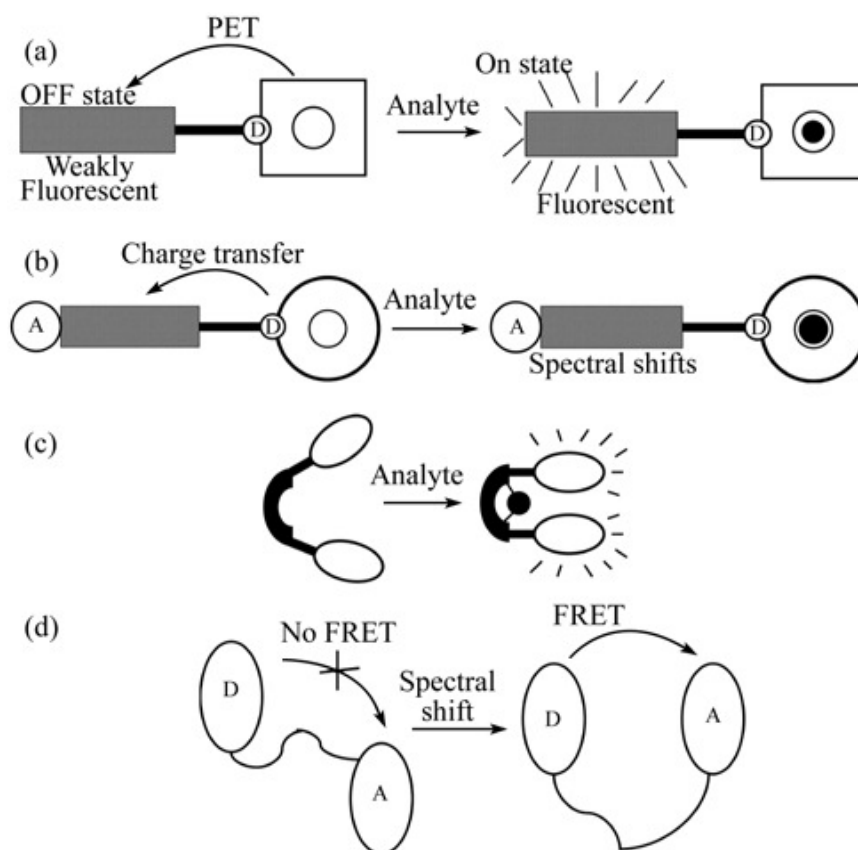 (a)
PET
OFF state
D
Weakly
Fluorescent
Analyte
On state
D
Fluorescent
(b)
Charge transfer
A
D
Analyte
A
D
Spectral shifts
(c)
Analyte
(d)
No FRET
D
A
Spectral
shift
FRET
D
A